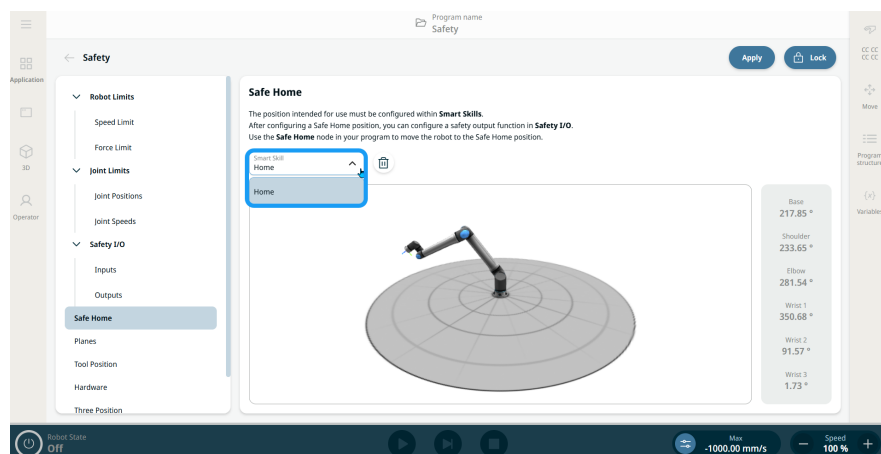 Program name
Safety
CC CC
CC CC
Application
3D
Operator
Safety
Apply
Lock
Robot Limits
Speed Limit
Force Limit
Joint Limits
Joint Positions
Joint Speeds
Safety I/O
Inputs
Outputs
Safe Home
Planes
Tool Position
Hardware
Three Position
Safe Home
The position intended for use must be configured within Smart Skills.
After configuring a Safe Home position, you can configure a safety output function in Safety I/O.
Use the Safe Home node in your program to move the robot to the Safe Home position.
Smart Skill
Home
Home
Base
217.85 °
Shoulder
233.65 °
Elbow
281.54 °
Wrist 1
350.68 °
Wrist 2
91.57 °
Wrist 3
1.73 °
Move
Program
structure
{x}
Variables
Robot State
Off
Max
-1000.00 mm/s
Speed
100 %